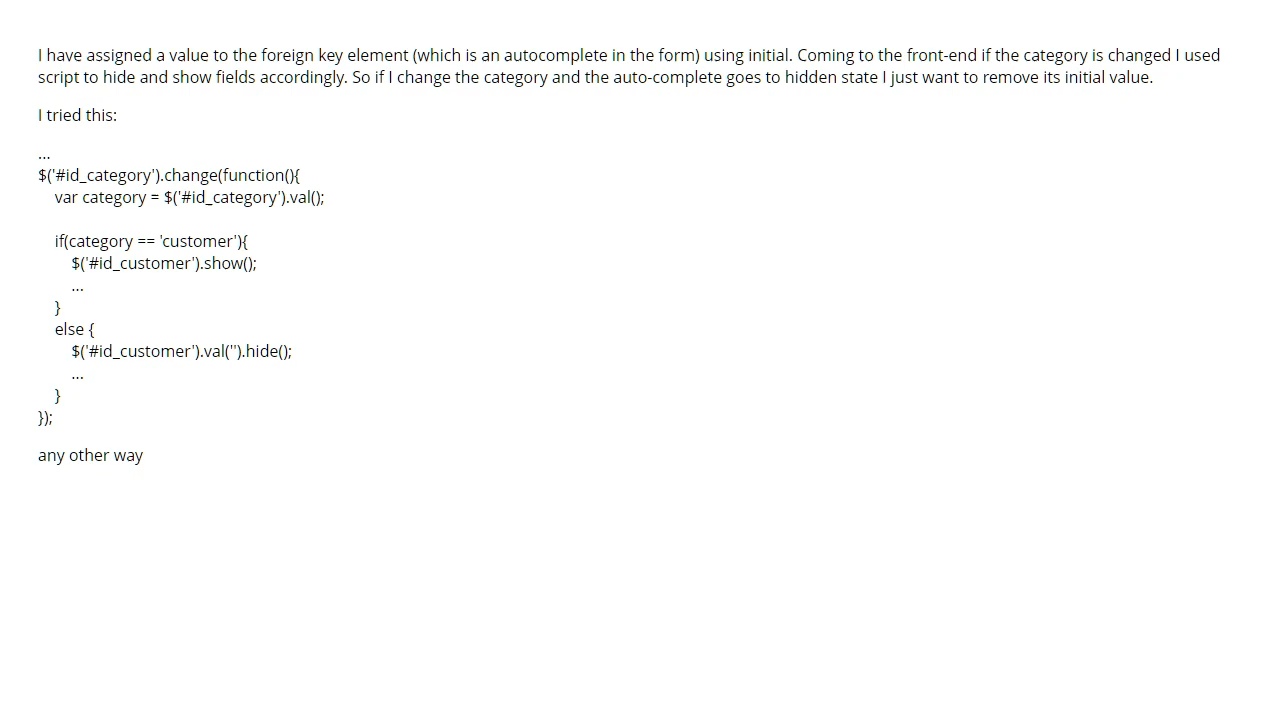 I have assigned a value to the foreign key element (which is an autocomplete in the form) using initial. Coming to the front-end if the category is changed I used
script to hide and show fields accordingly. So if I change the category and the auto-complete goes to hidden state I just want to remove its initial value.
I tried this:
...
$('#id_category').change(function(){
var category = $('#id_category').val();
if(category == 'customer'){
$('#id_customer').show();
...
}
else {
$('#id_customer').val('').hide();
...
}
});
any other way